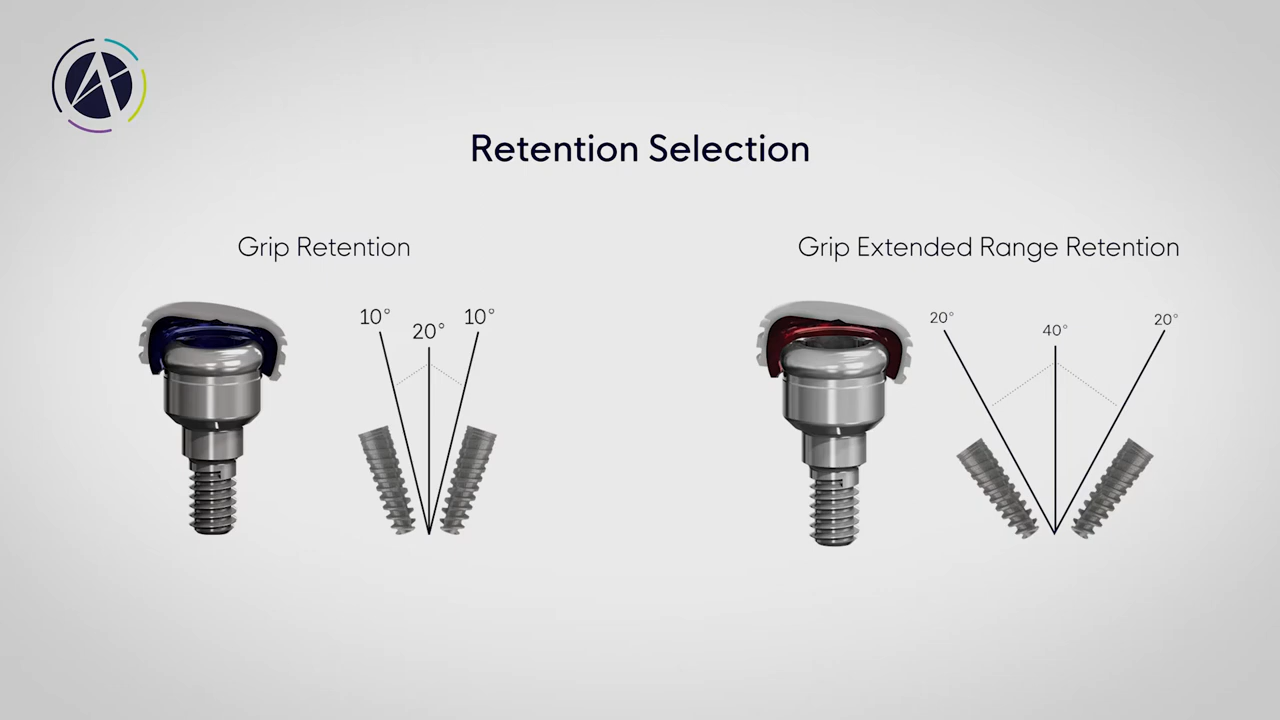 Retention Selection
Grip Retention
10° 20° 10°
Grip Extended Range Retention
20° 40° 20°